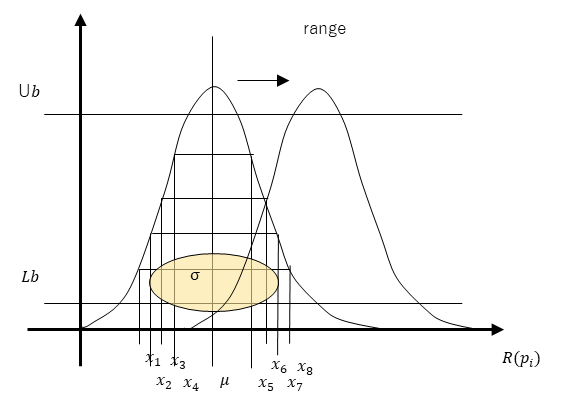 range
Ub
Lb
σ
R(pᵢ)
x₁ x₃ x₆ x₈
x₂ x₄ μ x₅ x₇